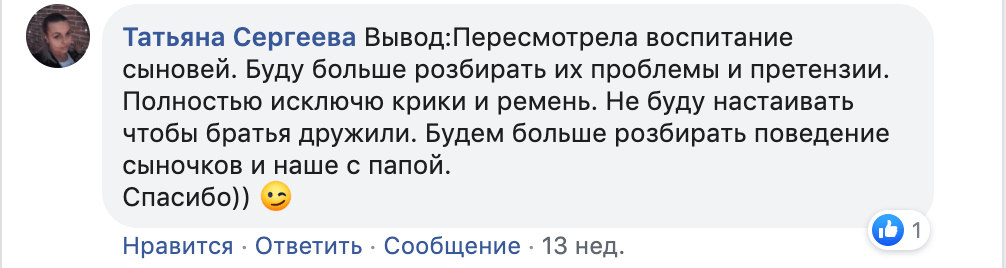 Татьяна Сергеева Вывод:Пересмотрела воспитание
сыновей. Буду больше розбирать их проблемы и претензии.
Полностью исключю крики и ремень. Не буду настаивать
чтобы братья дружили. Будем больше розбирать поведение
сыночков и наше с папой.
Спасибо)) 😉
1
Нравится · Ответить · Сообщение · 13 нед.